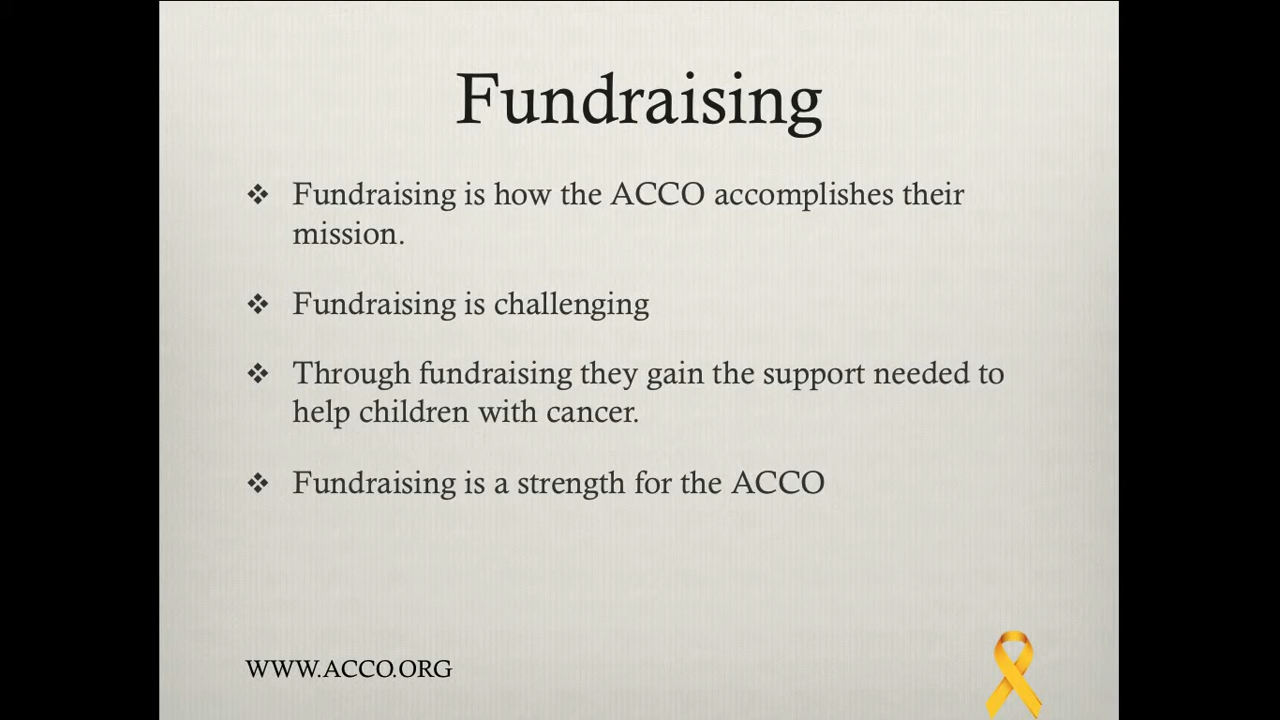 Fundraising
❖ Fundraising is how the ACCO accomplishes their
mission.
❖ Fundraising is challenging
❖ Through fundraising they gain the support needed to
help children with cancer.
❖ Fundraising is a strength for the ACCO
WWW.ACCO.ORG